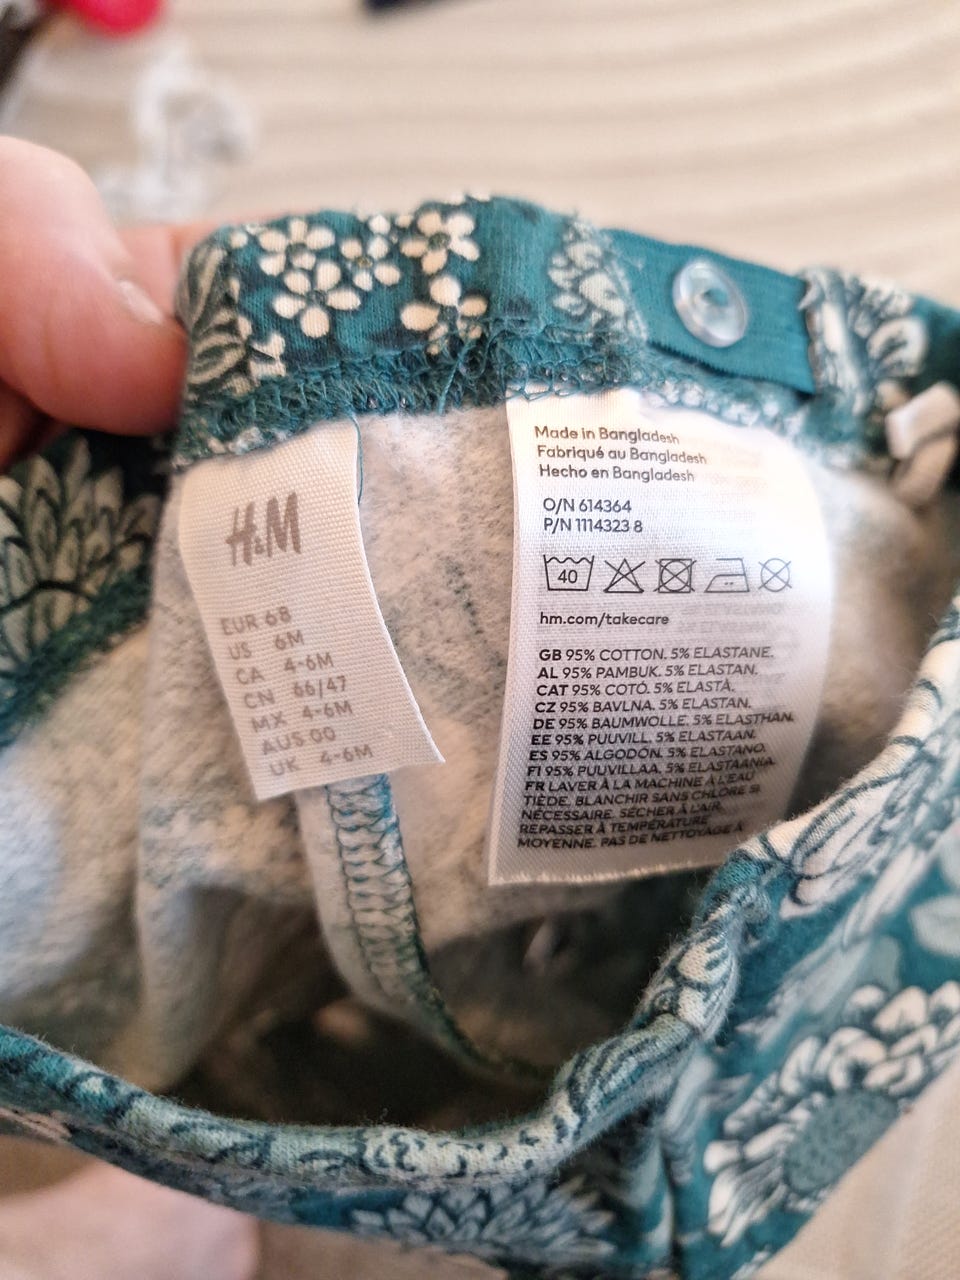 H&M
EUR 68
US 6M
CA 4-6M
CN 66/47
MX 4-6M
AUS 00
UK 4-6M
Made in Bangladesh
Fabriqué au Bangladesh
Hecho en Bangladesh
O/N 614364
P/N 1114323 8
40
hm.com/takecare
GB 95% COTTON. 5% ELASTANE.
AL 95% PAMBUK. 5% ELASTAN.
CAT 95% COTÓ. 5% ELASTÀ.
CZ 95% BAVLNA. 5% ELASTAN.
DE 95% BAUMWOLLE. 5% ELASTHAN.
EE 95% PUUVILL. 5% ELASTAAN.
ES 95% ALGODÓN. 5% ELASTANO.
FI 95% PUUVILLAA. 5% ELASTAANIA.
FR LAVER À LA MACHINE À L'EAU
TIÈDE. BLANCHIR SANS CHLORE SI
NÉCESSAIRE. SÉCHER À L'AIR.
REPASSER À TEMPÉRATURE
MOYENNE. PAS DE NETTOYAGE À